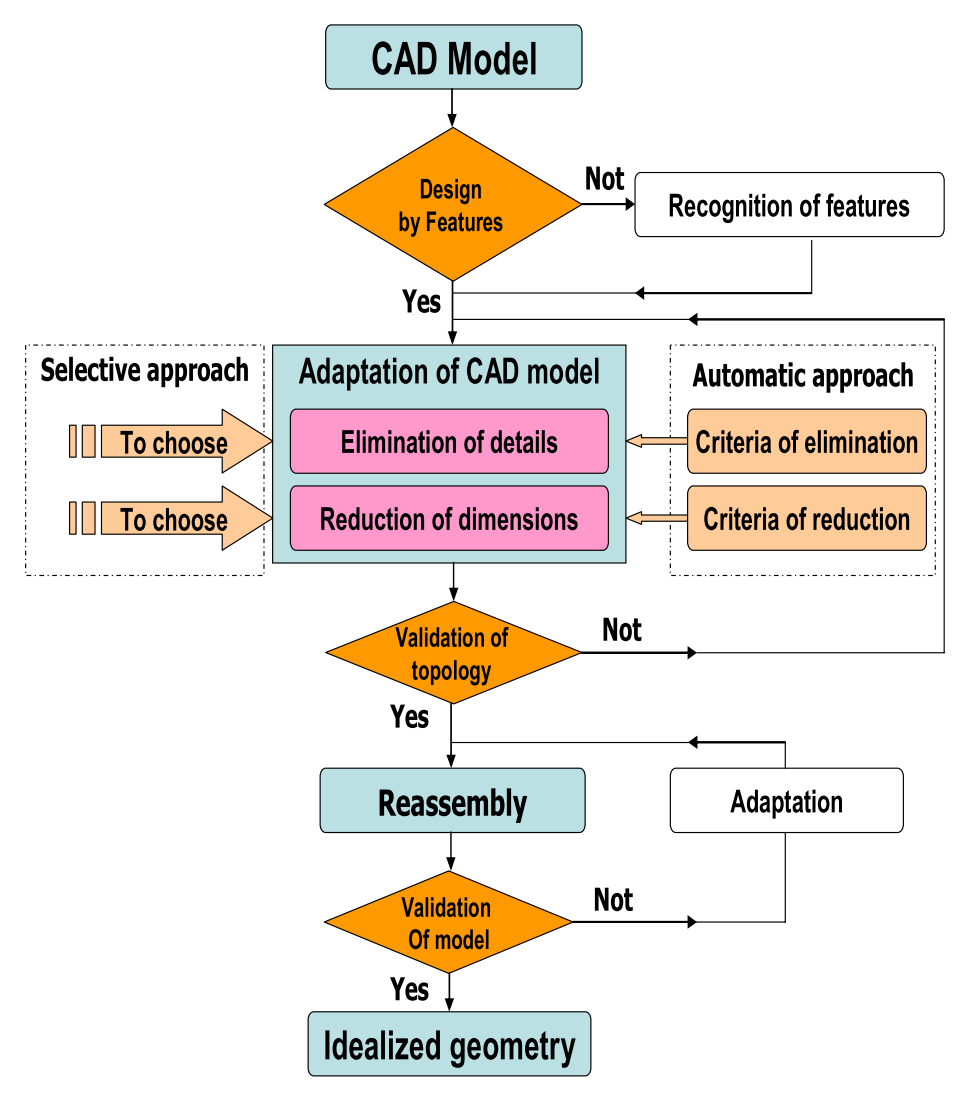 CAD Model
Design
by Features
Not
Recognition of features
Yes
Selective approach
Adaptation of CAD model
Automatic approach
To choose
Elimination of details
Criteria of elimination
To choose
Reduction of dimensions
Criteria of reduction
Validation of
topology
Not
Yes
Reassembly
Adaptation
Validation
Of model
Not
Yes
Idealized geometry